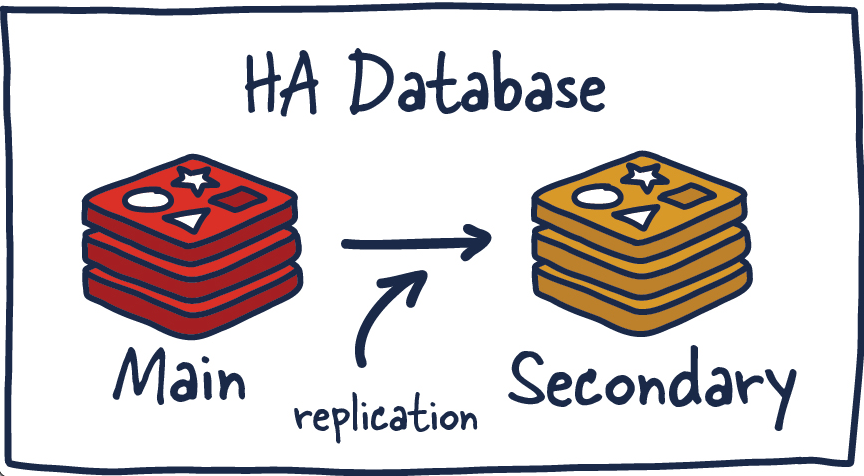 HA Database
Main
Secondary
replication